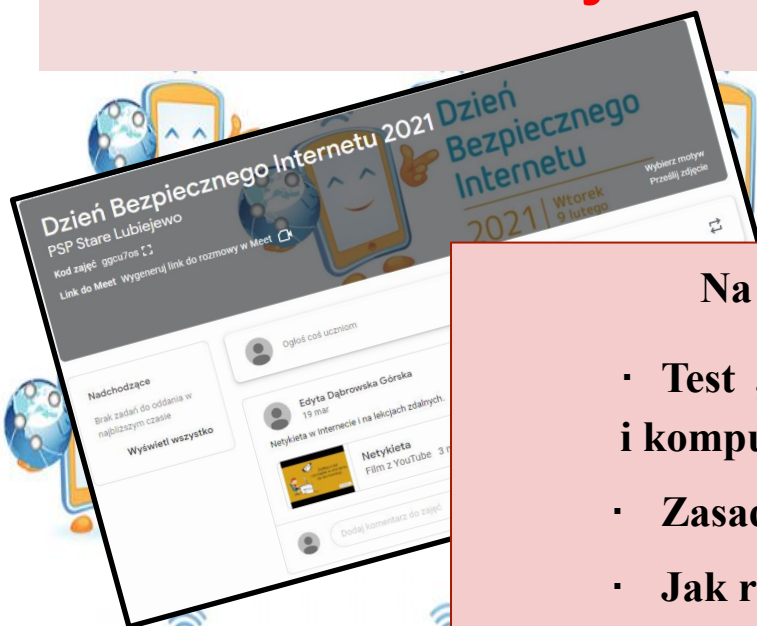 Dzień Bezpiecznego Internetu 2021
PSP Stare Lubiejewo
Kod zajęć ggcu7os
Link do Meet Wygeneruj link do rozmowy w Meet
Dzień
Bezpiecznego
Internetu
2021 Wtorek
9 lutego
Wybierz motyw
Prześlij zdjęcie
Nadchodzące
Brak zadań do oddania w
najbliższym czasie
Wyświetl wszystko
Ogłoś coś uczniom
Edyta Dąbrowska Górska
19 mar
Netykieta w Internecie i na lekcjach zdalnych.
Netykieta
Film z YouTube 3
Dodaj komentarz do zajęć
Na
· Test
i kompu
· Zasad
· Jak r